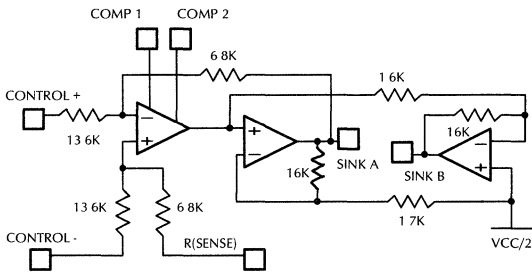 COMP 1
COMP 2
6 8K
1 6K
CONTROL +
13 6K
−
+
+
−
16K
SINK A
16K
SINK B
−
+
13 6K
6 8K
1 7K
CONTROL -
R(SENSE)
VCC/2